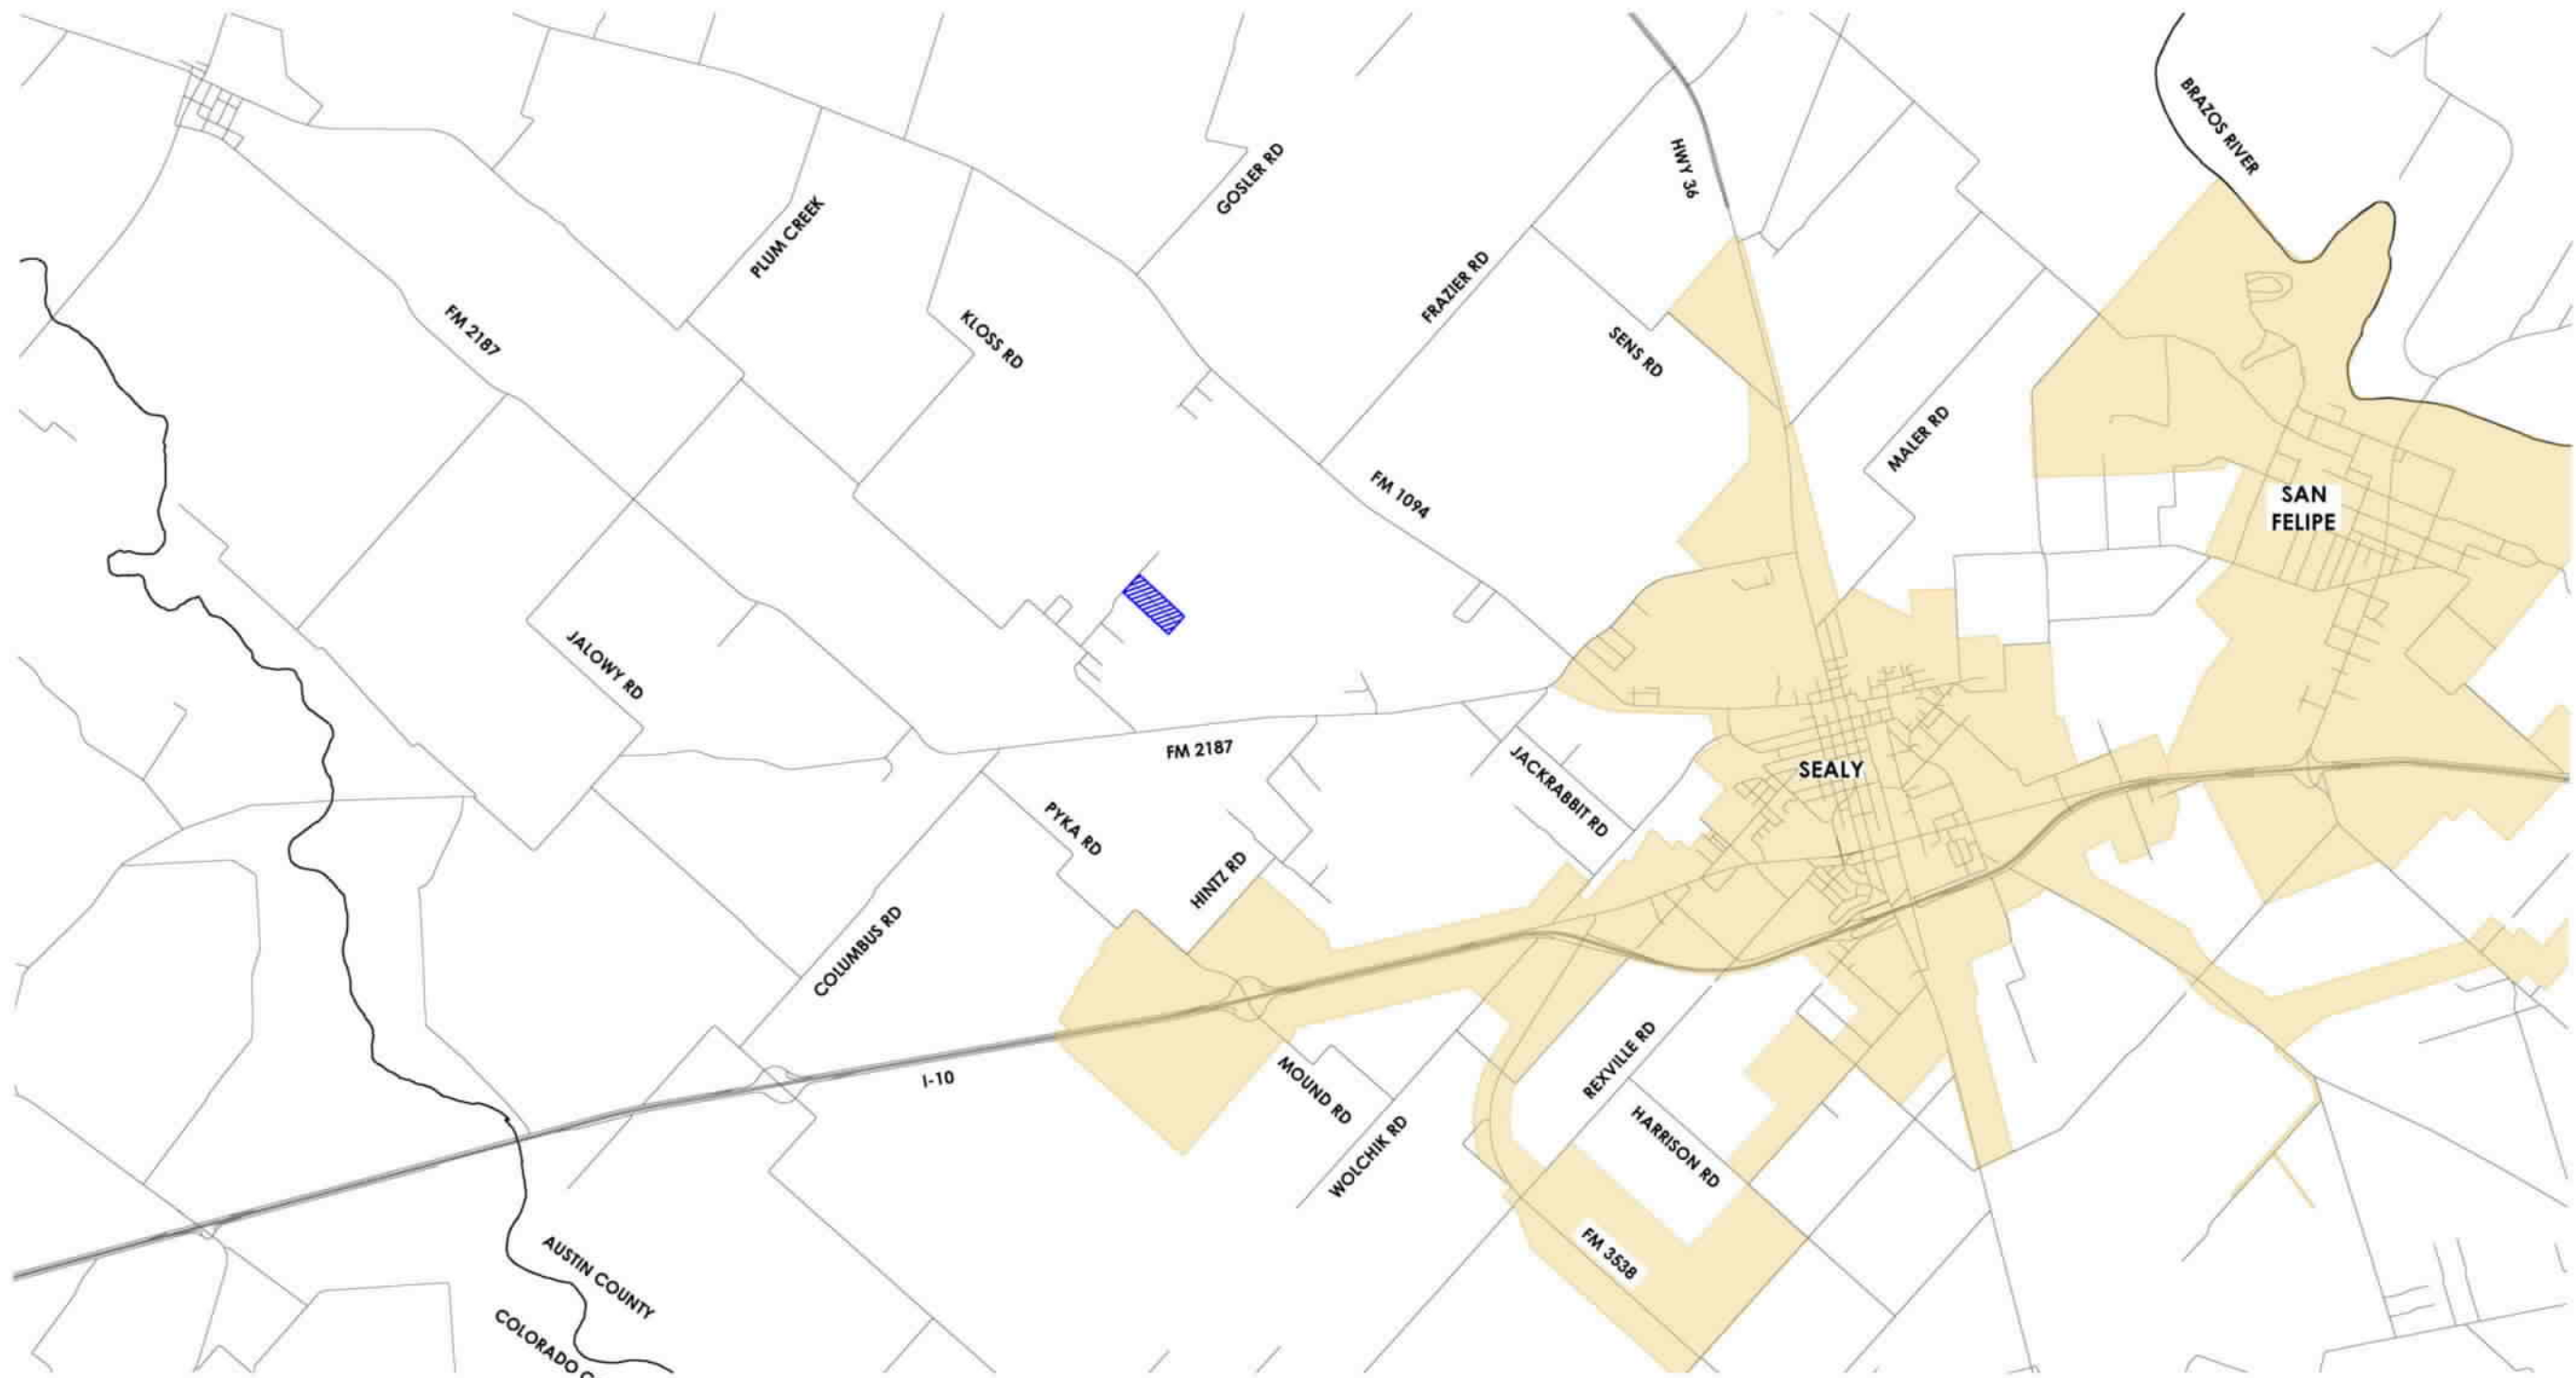 BRAZOS RIVER
HWY 36
GOSLER RD
PLUM CREEK
FRAZIER RD
FM 2187
KLOSS RD
SENS RD
MALER RD
FM 1094
SAN
FELIPE
JALOWY RD
FM 2187
SEALY
JACKRABBIT RD
PYKA RD
HINTZ RD
COLUMBUS RD
I-10
MOUND RD
REXVILLE RD
WOLCHIK RD
HARRISON RD
FM 3538
AUSTIN COUNTY
COLORADO C